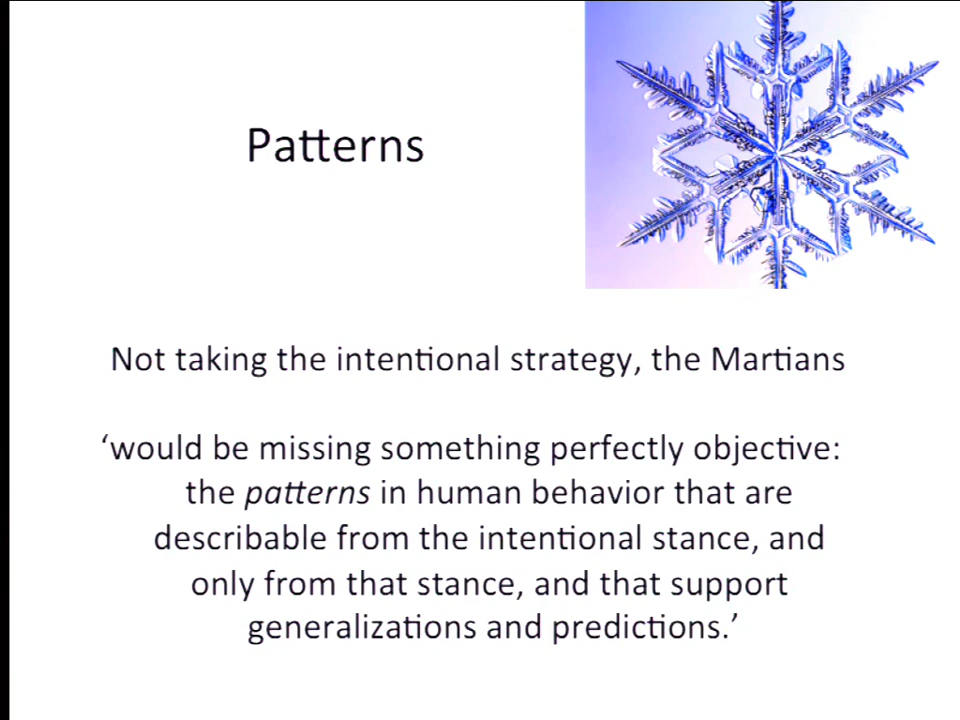 Patterns
Not taking the intentional strategy, the Martians
‘would be missing something perfectly objective:
the patterns in human behavior that are
describable from the intentional stance, and
only from that stance, and that support
generalizations and predictions.’